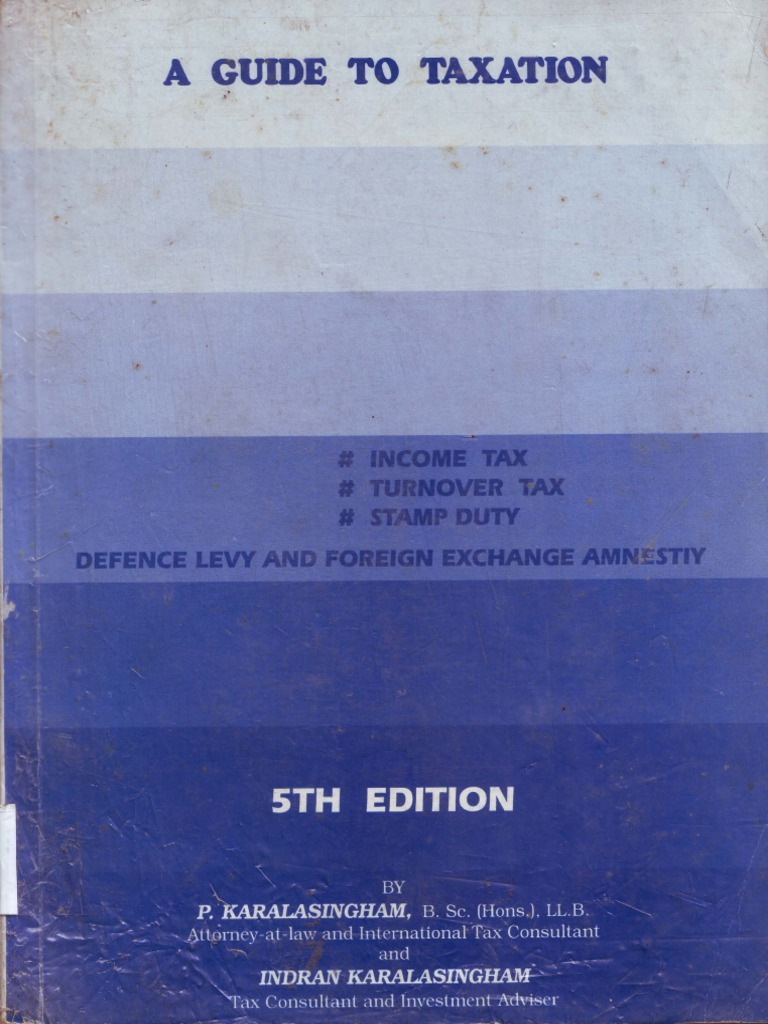 A GUIDE TO TAXATION
# INCOME TAX
# TURNOVER TAX
# STAMP DUTY
DEFENCE LEVY AND FOREIGN EXCHANGE AMNESTIY
5TH EDITION
BY
P. KARALASINGHAM, B. Sc. (Hons.), LL.B.
Attorney-at-law and International Tax Consultant
and
INDRAN KARALASINGHAM
Tax Consultant and Investment Adviser